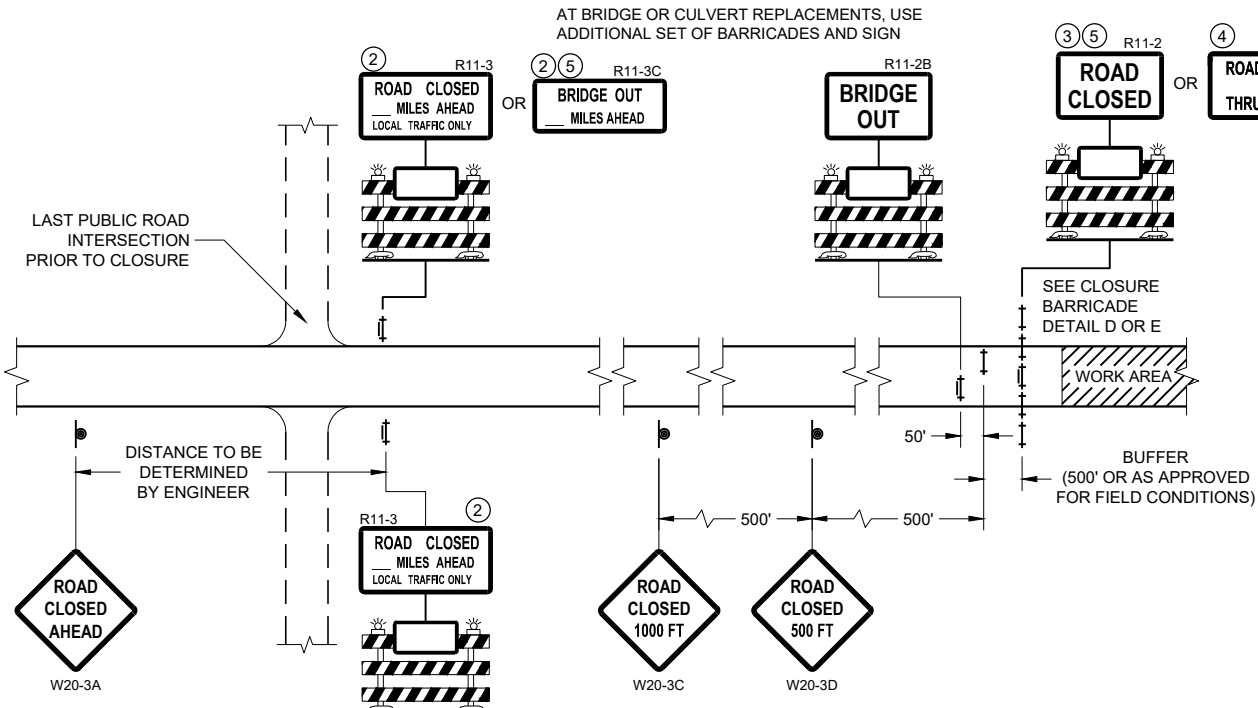 AT BRIDGE OR CULVERT REPLACEMENTS, USE
ADDITIONAL SET OF BARRICADES AND SIGN
2
R11-3
ROAD CLOSED
___ MILES AHEAD
LOCAL TRAFFIC ONLY
OR
2 5
R11-3C
BRIDGE OUT
___ MILES AHEAD
R11-2B
BRIDGE
OUT
3 5
R11-2
ROAD
CLOSED
OR
4
ROAD
THRU
LAST PUBLIC ROAD
INTERSECTION
PRIOR TO CLOSURE
SEE CLOSURE
BARRICADE
DETAIL D OR E
WORK AREA
DISTANCE TO BE
DETERMINED
BY ENGINEER
50'
BUFFER
(500' OR AS APPROVED
FOR FIELD CONDITIONS)
500'
500'
R11-3
2
ROAD CLOSED
___ MILES AHEAD
LOCAL TRAFFIC ONLY
ROAD
CLOSED
AHEAD
W20-3A
ROAD
CLOSED
1000 FT
W20-3C
ROAD
CLOSED
500 FT
W20-3D